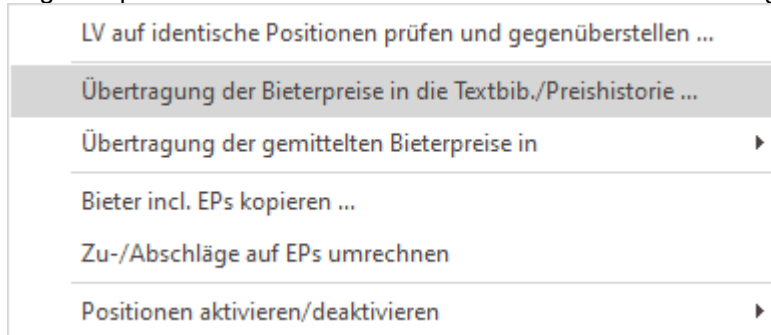 LV auf identische Positionen prüfen und gegenüberstellen ...
Übertragung der Bieterpreise in die Textbib./Preishistorie ...
Übertragung der gemittelten Bieterpreise in
Bieter incl. EPs kopieren ...
Zu-/Abschläge auf EPs umrechnen
Positionen aktivieren/deaktivieren